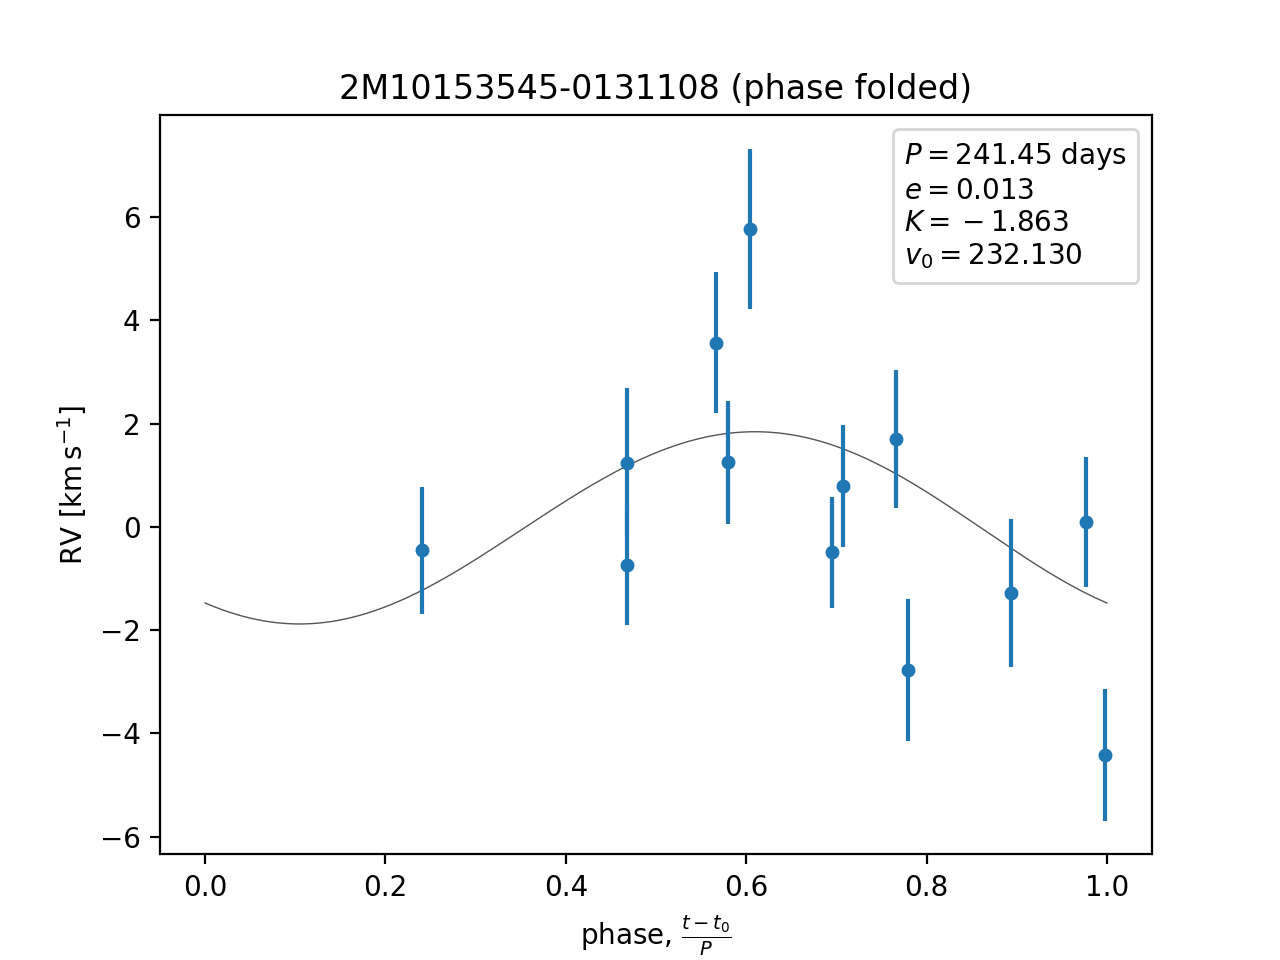 2M10153545-0131108 (phase folded)
P = 241.45 days
e = 0.013
K = −1.863
v₀ = 232.130
6
4
2
0
−2
−4
−6
RV [km s⁻¹]
0.0 0.2 0.4 0.6 0.8 1.0
phase, (t − t₀)/P